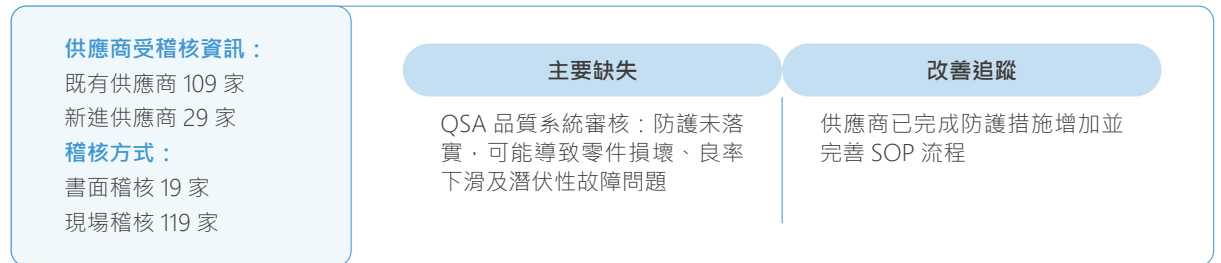 供應商受稽核資訊：
既有供應商 109 家
新進供應商 29 家
稽核方式：
書面稽核 19 家
現場稽核 119 家
主要缺失
QSA 品質系統審核：防護未落
實，可能導致零件損壞、良率
下滑及潛伏性故障問題
改善追蹤
供應商已完成防護措施增加並
完善 SOP 流程